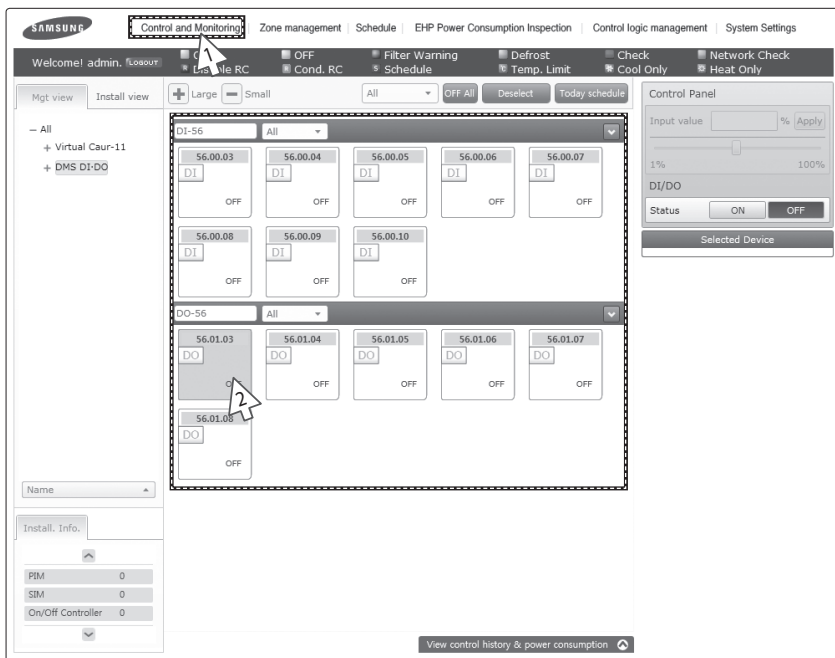 SAMSUNG
Control and Monitoring | Zone management | Schedule | EHP Power Consumption Inspection | Control logic management | System Settings
Welcome! admin. LOGOUT
OFF Filter Warning Defrost Check Network Check
Cond. RC Schedule Temp. Limit Cool Only Heat Only
1
Mgt view Install view
Large Small All OFF All Deselect Today schedule
Control Panel
Input value % Apply
1% 100%
DI/DO
Status ON OFF
Selected Device
– All
+ Virtual Caur-11
+ DMS DI·DO
DI-56 All
56.00.03 56.00.04 56.00.05 56.00.06 56.00.07
DI DI DI DI DI
OFF OFF OFF OFF OFF
56.00.08 56.00.09 56.00.10
DI DI DI
OFF OFF OFF
DO-56 All
56.01.03 56.01.04 56.01.05 56.01.06 56.01.07
DO DO DO DO DO
OFF OFF OFF OFF
2
56.01.08
DO
OFF
Name
Install. Info.
PIM 0
SIM 0
On/Off Controller 0
View control history & power consumption